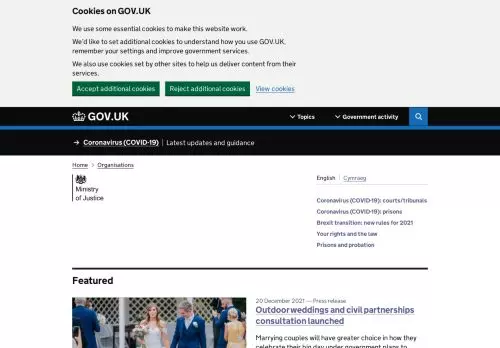 Cookies on GOV.UK
We use some essential cookies to make this website work.
We'd like to set additional cookies to understand how you use GOV.UK,
remember your settings and improve government services.
We also use cookies set by other sites to help us deliver content from their
services.
Accept additional cookies Reject additional cookies View cookies
GOV.UK Topics Government activity
→ Coronavirus (COVID-19) | Latest updates and guidance
Home > Organisations
English Cymraeg
Ministry
of Justice
Coronavirus (COVID-19): courts/tribunals
Coronavirus (COVID-19): prisons
Brexit transition: new rules for 2021
Your rights and the law
Prisons and probation
Featured
20 December 2021 — Press release
Outdoor weddings and civil partnerships
consultation launched
Marrying couples will have greater choice in how they
celebrate their big day under government plans to